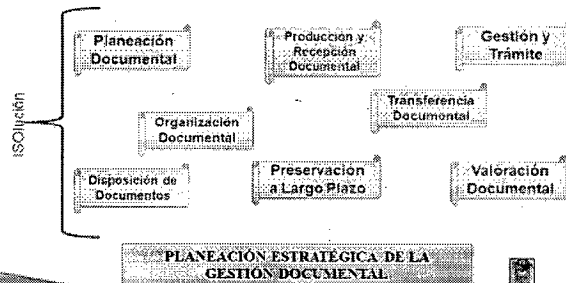 ISOlución
Planeación
Documental
Producción y
Recepción
Documental
Gestión y
Trámite
Organización
Documental
Transferencia
Documental
Disposición de
Documentos
Preservación
a Largo Plazo
Valoración
Documental
PLANEACIÓN ESTRATÉGICA DE LA
GESTIÓN DOCUMENTAL